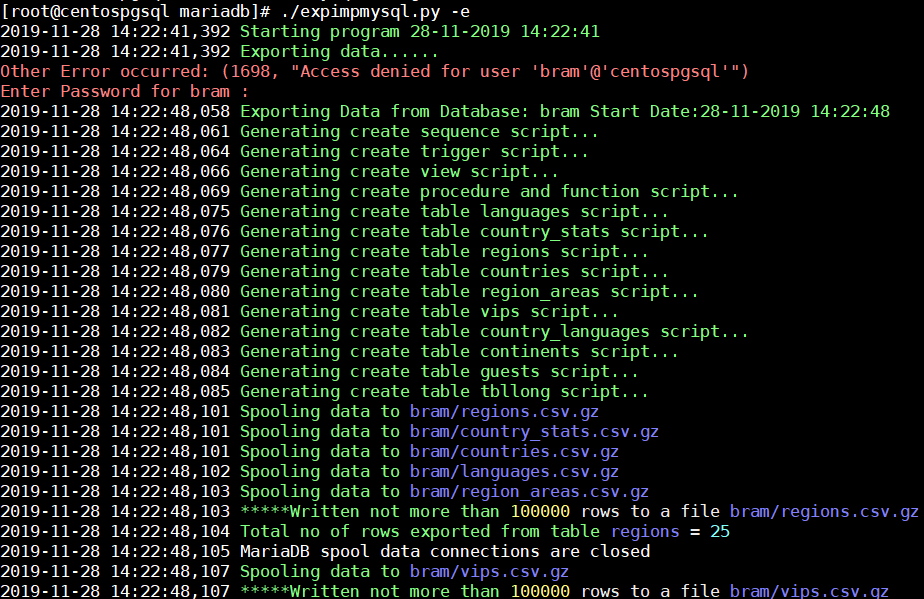 [root@centospgsql mariadb]# ./expimpmysql.py -e
2019-11-28 14:22:41,392 Starting program 28-11-2019 14:22:41
2019-11-28 14:22:41,392 Exporting data......
Other Error occurred: (1698, "Access denied for user 'bram'@'centospgsql'")
Enter Password for bram :
2019-11-28 14:22:48,058 Exporting Data from Database: bram Start Date:28-11-2019 14:22:48
2019-11-28 14:22:48,061 Generating create sequence script...
2019-11-28 14:22:48,064 Generating create trigger script...
2019-11-28 14:22:48,066 Generating create view script...
2019-11-28 14:22:48,069 Generating create procedure and function script...
2019-11-28 14:22:48,075 Generating create table languages script...
2019-11-28 14:22:48,076 Generating create table country_stats script...
2019-11-28 14:22:48,077 Generating create table regions script...
2019-11-28 14:22:48,079 Generating create table countries script...
2019-11-28 14:22:48,080 Generating create table region_areas script...
2019-11-28 14:22:48,081 Generating create table vips script...
2019-11-28 14:22:48,082 Generating create table country_languages script...
2019-11-28 14:22:48,083 Generating create table continents script...
2019-11-28 14:22:48,084 Generating create table guests script...
2019-11-28 14:22:48,085 Generating create table tbllong script...
2019-11-28 14:22:48,101 Spooling data to bram/regions.csv.gz
2019-11-28 14:22:48,101 Spooling data to bram/country_stats.csv.gz
2019-11-28 14:22:48,101 Spooling data to bram/countries.csv.gz
2019-11-28 14:22:48,102 Spooling data to bram/languages.csv.gz
2019-11-28 14:22:48,103 Spooling data to bram/region_areas.csv.gz
2019-11-28 14:22:48,103 *****Written not more than 100000 rows to a file bram/regions.csv.gz
2019-11-28 14:22:48,104 Total no of rows exported from table regions = 25
2019-11-28 14:22:48,105 MariaDB spool data connections are closed
2019-11-28 14:22:48,107 Spooling data to bram/vips.csv.gz
2019-11-28 14:22:48,107 *****Written not more than 100000 rows to a file bram/vips.csv.gz